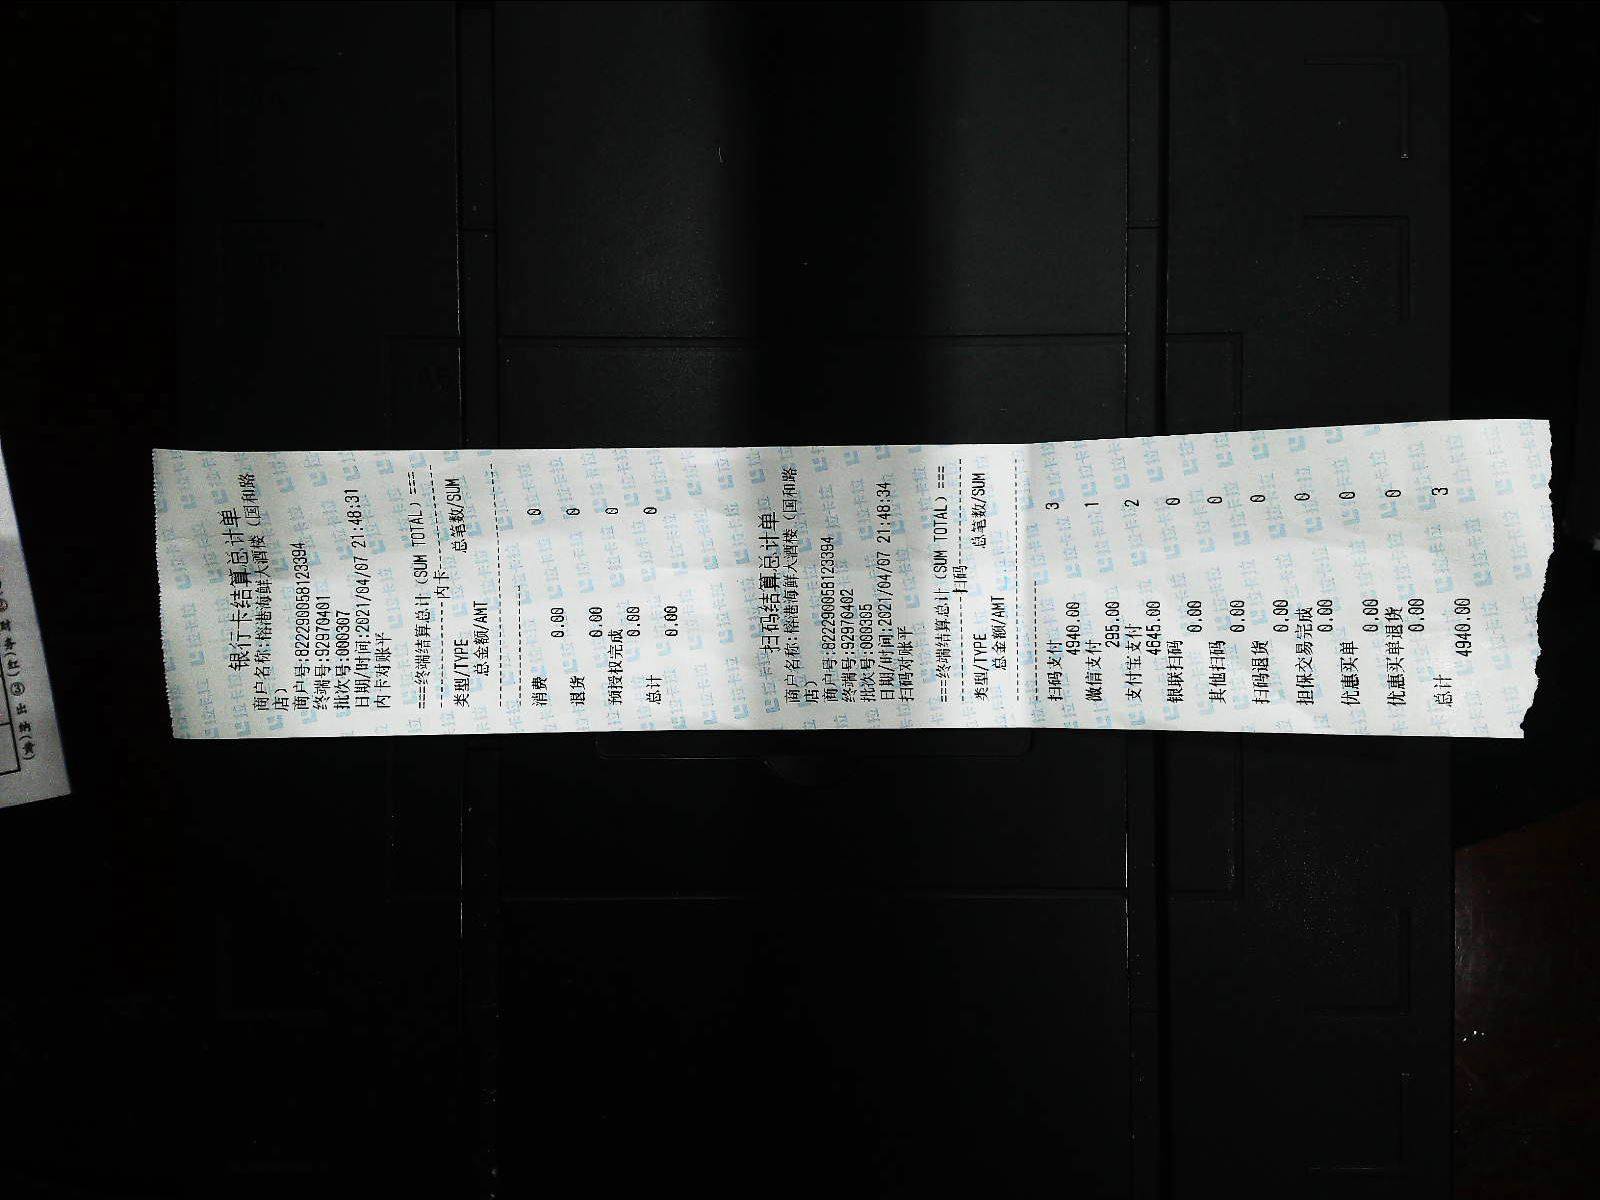 银行卡结算总计单
商户名称:榕港海鲜大酒楼（国和路
店）
商户号:822290058123394
终端号:92970401
批次号:000307
日期/时间:2021/04/07 21:48:31
内卡对账平
===终端结算总计（SUM TOTAL）===
内卡
类型/TYPE 总笔数/SUM
总金额/AMT
消费 0
0.00
退货 0
0.00
预授权完成 0
0.00
总计 0
0.00
扫码结算总计单
商户名称:榕港海鲜大酒楼（国和路
店）
商户号:822290058123394
终端号:92970402
批次号:000305
日期/时间:2021/04/07 21:48:34
扫码对账平
===终端结算总计（SUM TOTAL）===
扫码
类型/TYPE 总笔数/SUM
总金额/AMT
扫码支付 3
4940.00
微信支付 1
295.00
支付宝支付 2
4645.00
银联扫码 0
0.00
其他扫码 0
0.00
扫码退货 0
0.00
担保交易完成 0
0.00
优惠买单 0
0.00
优惠买单退货 0
0.00
总计 3
4940.00